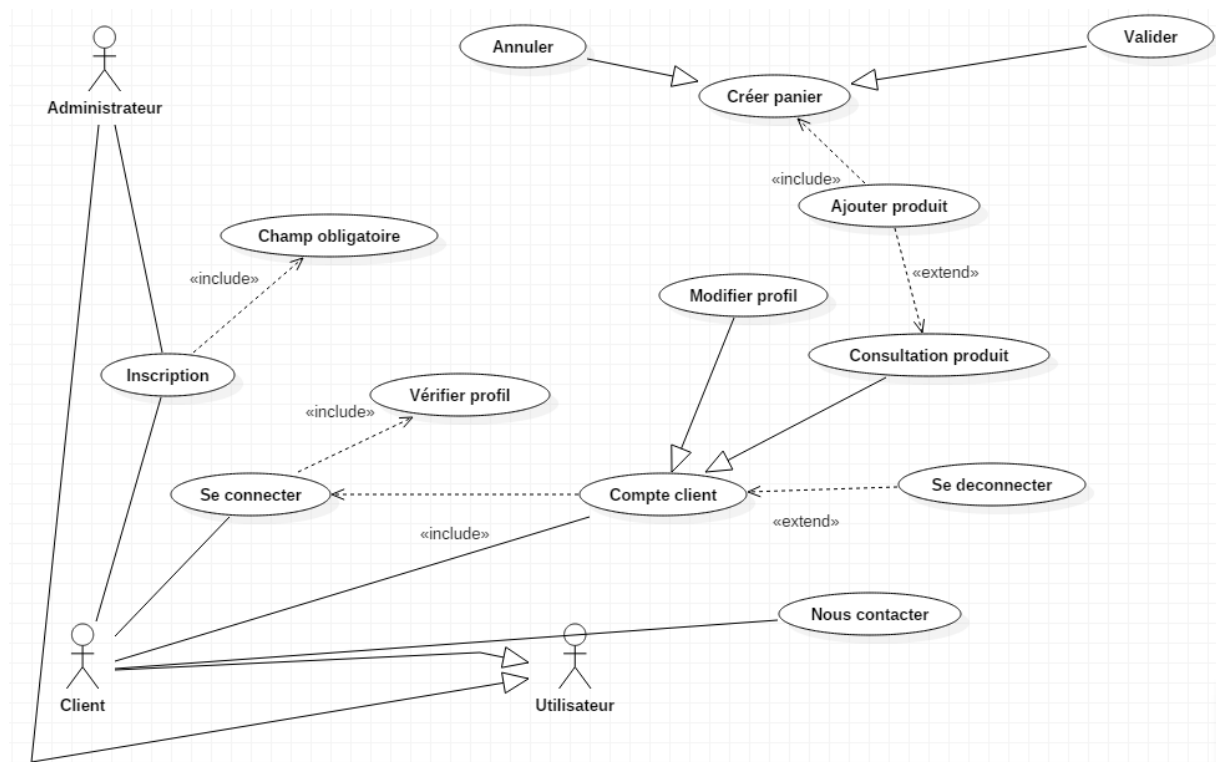 Annuler
Valider
Créer panier
Administrateur
«include»
Ajouter produit
Champ obligatoire
«include»
«extend»
Modifier profil
Consultation produit
Inscription
Vérifier profil
«include»
Se connecter
Compte client
Se deconnecter
«extend»
«include»
Nous contacter
Client
Utilisateur